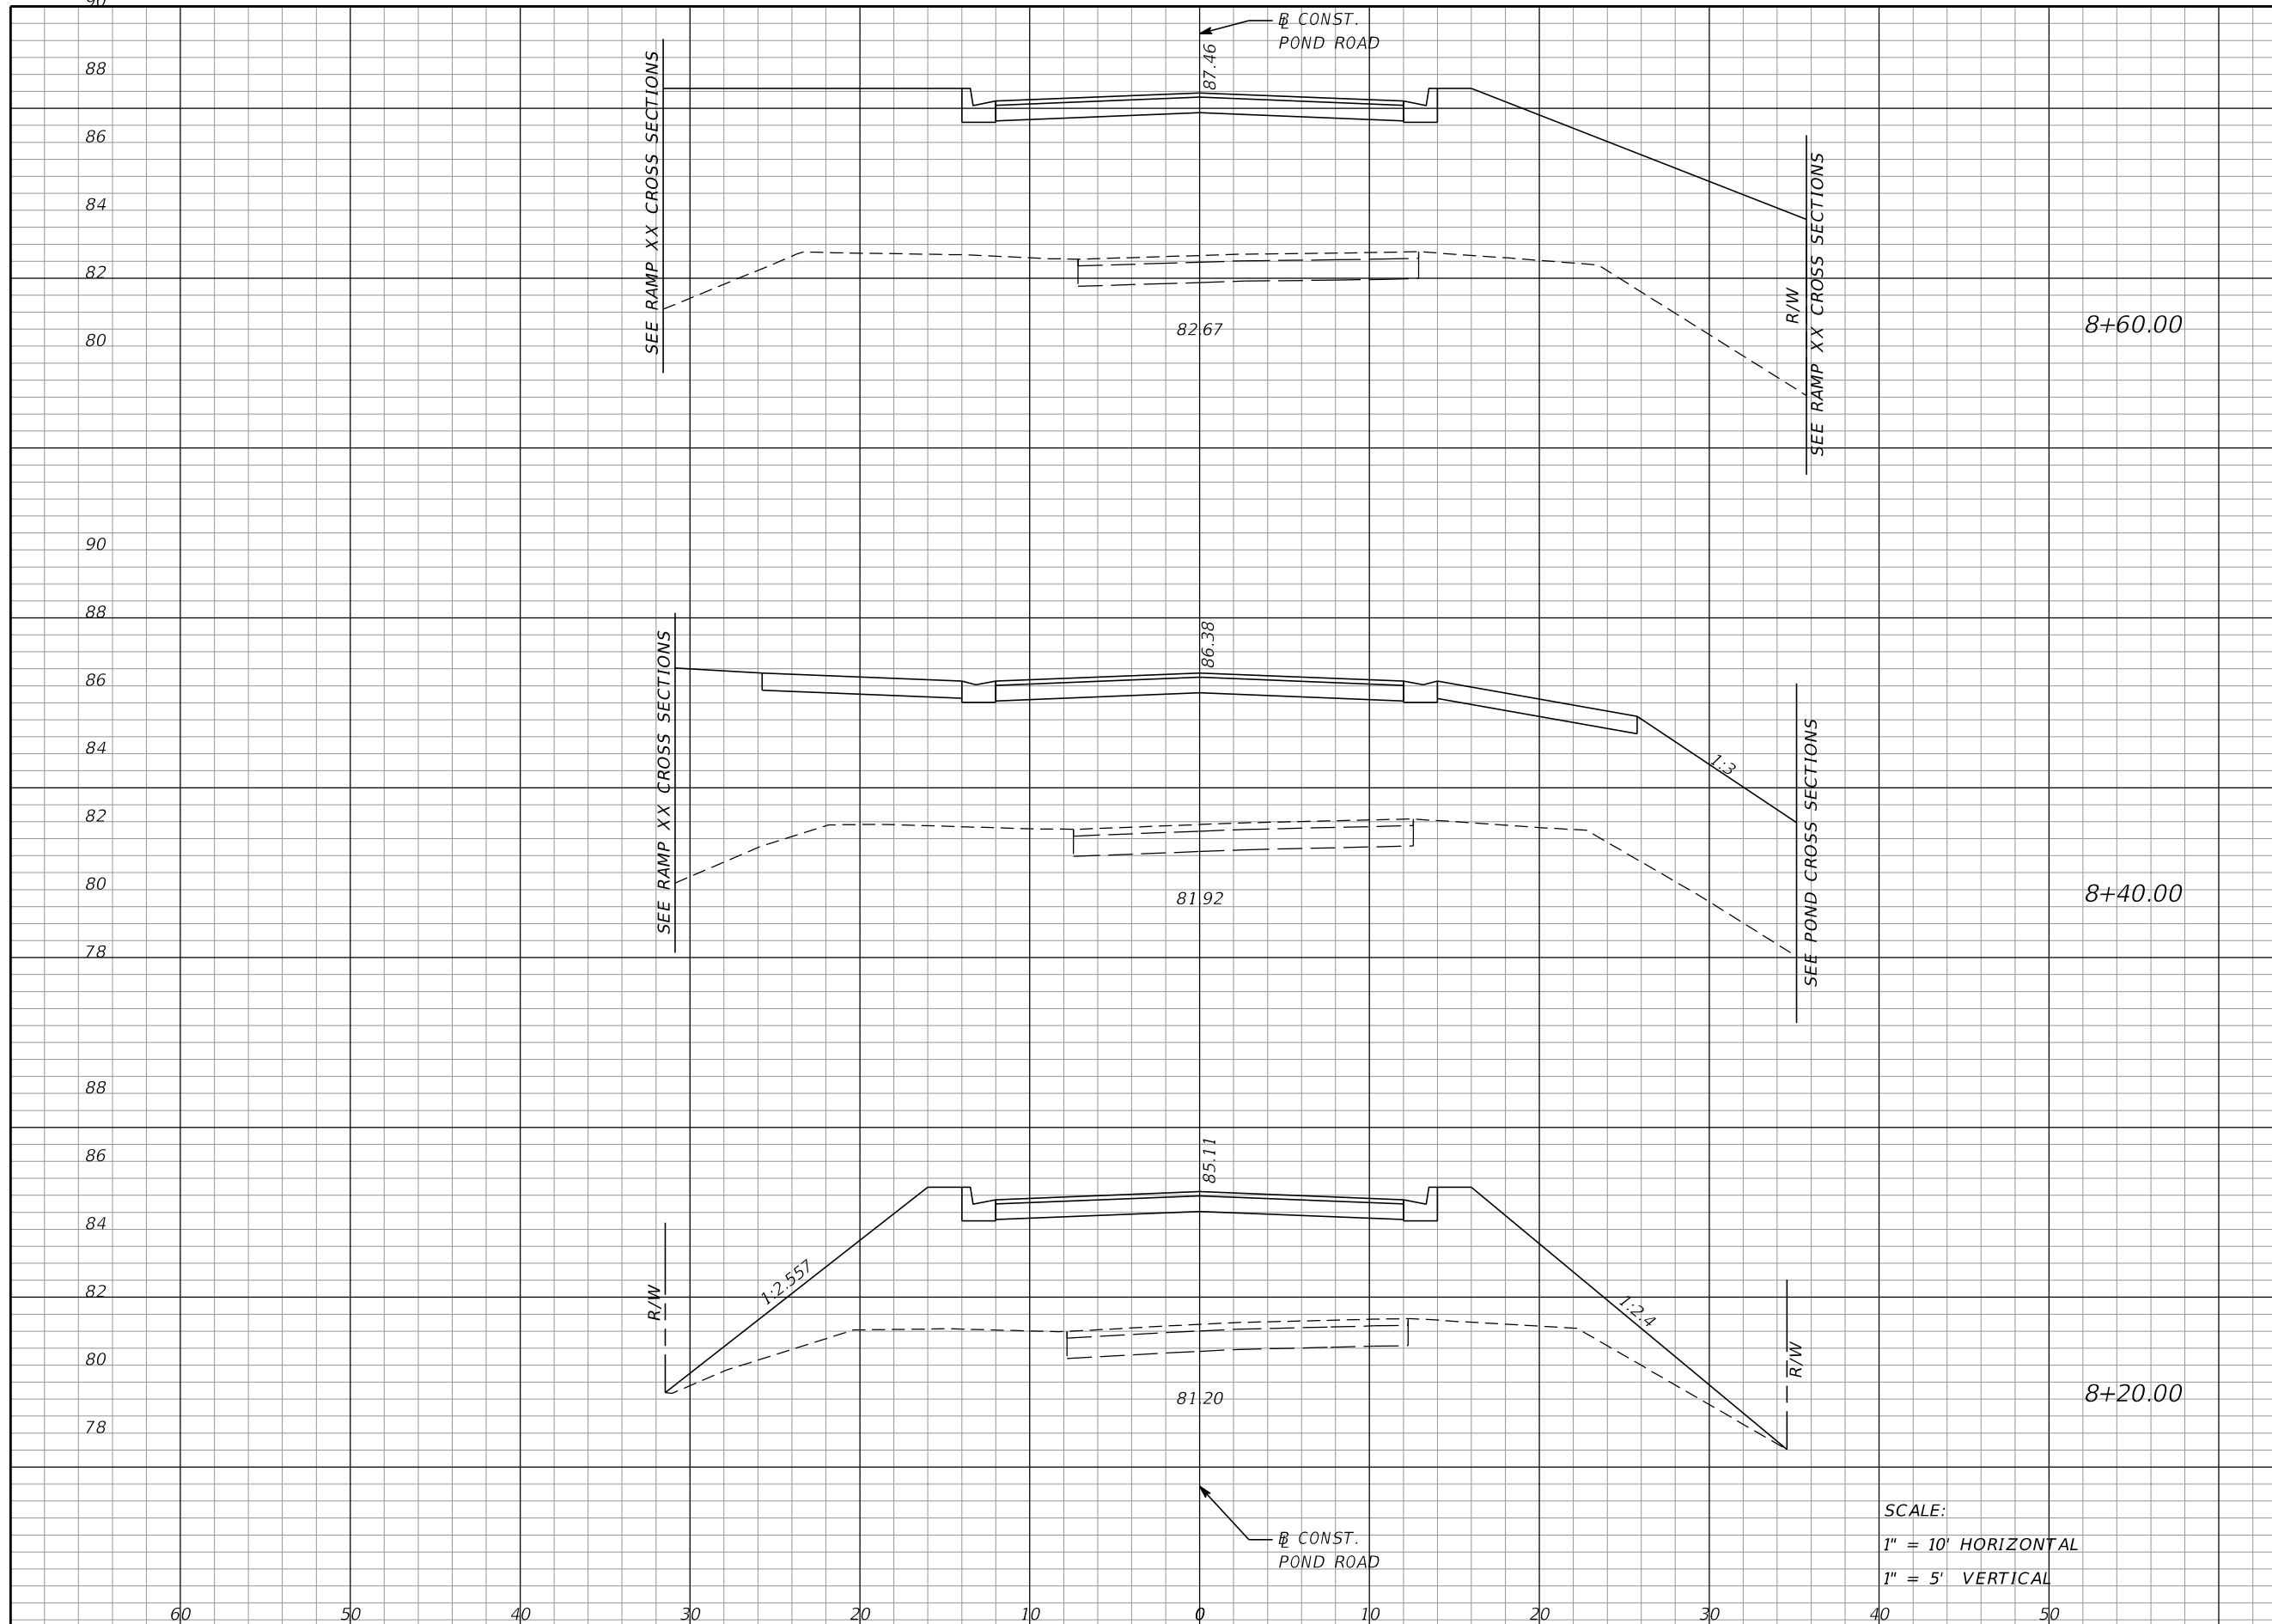 90
BL CONST.
POND ROAD
88
86
84
82
80
87.46
SEE RAMP XX CROSS SECTIONS
R/W
SEE RAMP XX CROSS SECTIONS
82.67
8+60.00
90
88
86
84
82
80
78
86.38
SEE RAMP XX CROSS SECTIONS
1:3
SEE POND CROSS SECTIONS
81.92
8+40.00
88
86
84
82
80
78
85.11
R/W
1:2.557
1:2.4
R/W
81.20
8+20.00
BL CONST.
POND ROAD
SCALE:
1" = 10' HORIZONTAL
1" = 5' VERTICAL
60 50 40 30 20 10 0 10 20 30 40 50